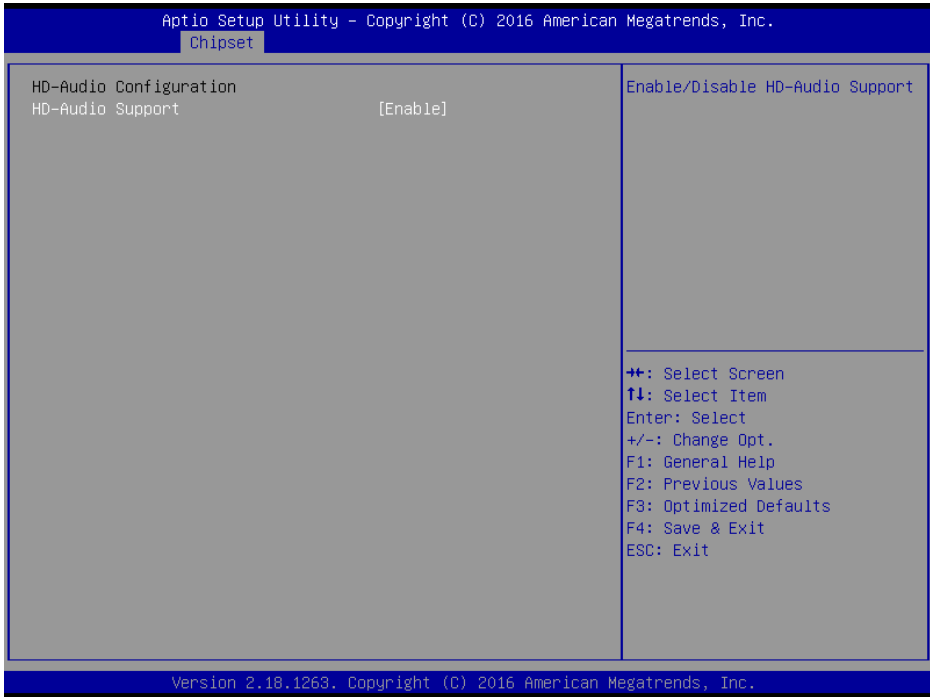 Aptio Setup Utility – Copyright (C) 2016 American Megatrends, Inc.
Chipset
HD-Audio Configuration
HD-Audio Support [Enable]
Enable/Disable HD-Audio Support
→←: Select Screen
↑↓: Select Item
Enter: Select
+/-: Change Opt.
F1: General Help
F2: Previous Values
F3: Optimized Defaults
F4: Save & Exit
ESC: Exit
Version 2.18.1263. Copyright (C) 2016 American Megatrends, Inc.